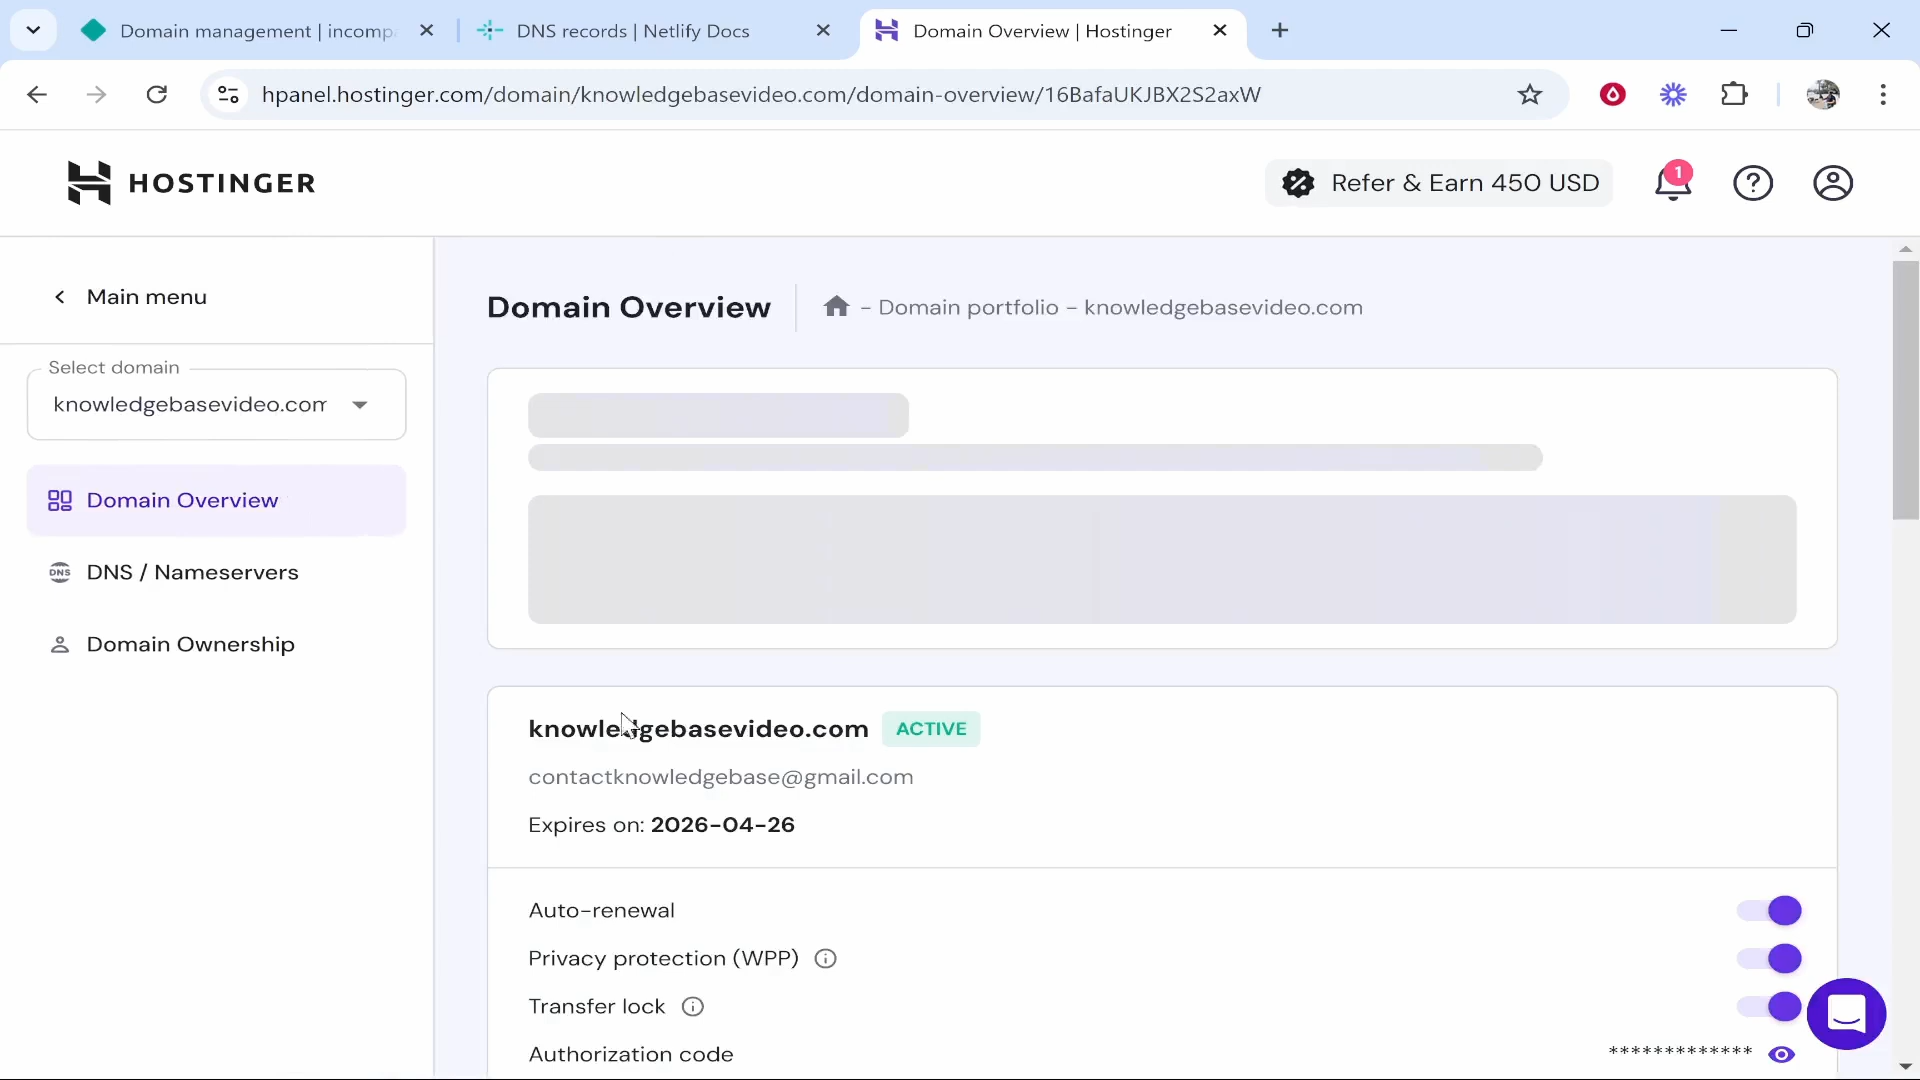 Domain management | incomp
DNS records | Netlify Docs
Domain Overview | Hostinger
hpanel.hostinger.com/domain/knowledgebasevideo.com/domain-overview/16BafaUKJBX2S2axW
HOSTINGER
Refer & Earn 450 USD
1
Main menu
Select domain
knowledgebasevideo.com
Domain Overview
DNS / Nameservers
Domain Ownership
Domain Overview
– Domain portfolio – knowledgebasevideo.com
knowledgebasevideo.com ACTIVE
contactknowledgebase@gmail.com
Expires on: 2026-04-26
Auto-renewal
Privacy protection (WPP)
Transfer lock
Authorization code
*************